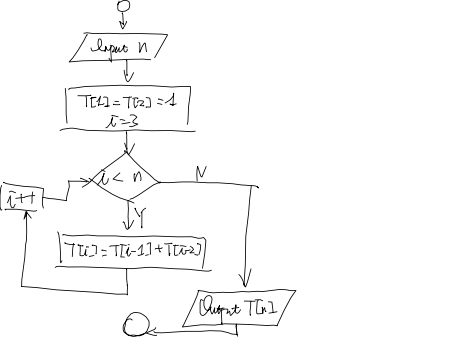 Input n
T[1]=T[2]=1
i=3
i < n
N
i++
Y
T[i]=T[i-1]+T[i-2]
Output T[n]